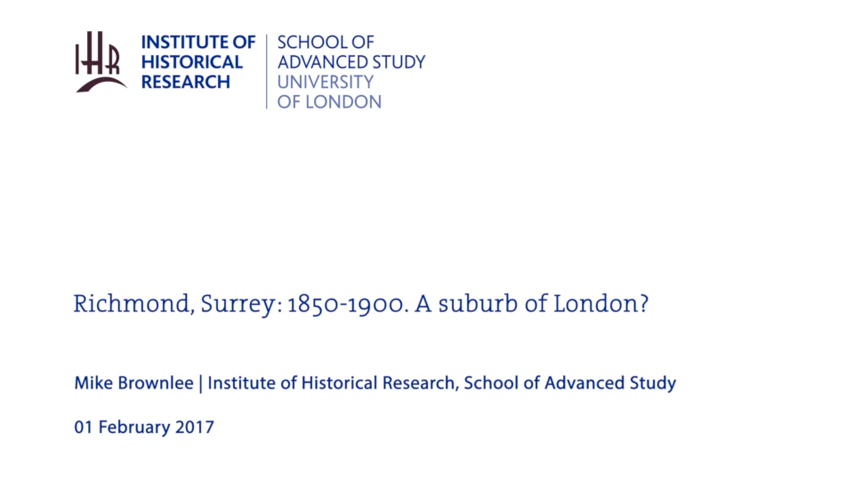 IHR
INSTITUTE OF
HISTORICAL
RESEARCH
SCHOOL OF
ADVANCED STUDY
UNIVERSITY
OF LONDON
Richmond, Surrey: 1850-1900. A suburb of London?
Mike Brownlee | Institute of Historical Research, School of Advanced Study
01 February 2017